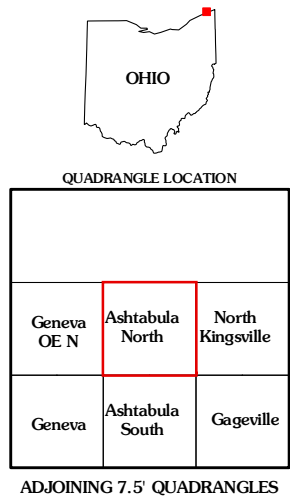 OHIO
QUADRANGLE LOCATION
Geneva
OE N
Ashtabula
North
North
Kingsville
Geneva
Ashtabula
South
Gageville
ADJOINING 7.5' QUADRANGLES